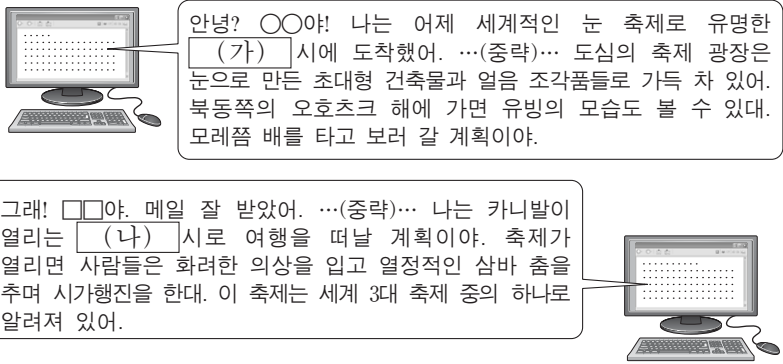 안녕? ○○야! 나는 어제 세계적인 눈 축제로 유명한
(가) 시에 도착했어. …(중략)… 도심의 축제 광장은
눈으로 만든 초대형 건축물과 얼음 조각품들로 가득 차 있어.
북동쪽의 오호츠크 해에 가면 유빙의 모습도 볼 수 있대.
모레쯤 배를 타고 보러 갈 계획이야.
그래! □□야. 메일 잘 받았어. …(중략)… 나는 카니발이
열리는 (나) 시로 여행을 떠날 계획이야. 축제가
열리면 사람들은 화려한 의상을 입고 열정적인 삼바 춤을
추며 시가행진을 한대. 이 축제는 세계 3대 축제 중의 하나로
알려져 있어.